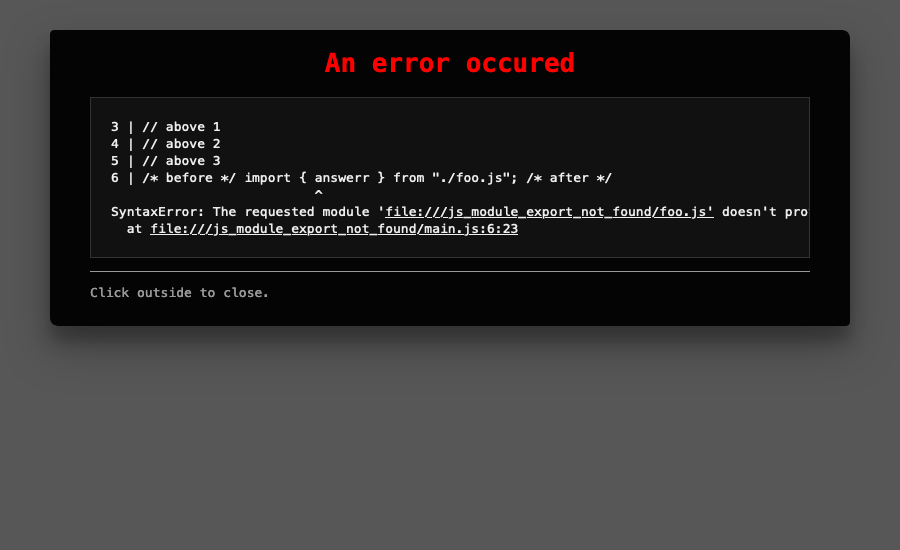 An error occured
3 | // above 1
4 | // above 2
5 | // above 3
6 | /* before */ import { answerr } from "./foo.js"; /* after */
^
SyntaxError: The requested module 'file:///js_module_export_not_found/foo.js' doesn't pro
at file:///js_module_export_not_found/main.js:6:23
Click outside to close.